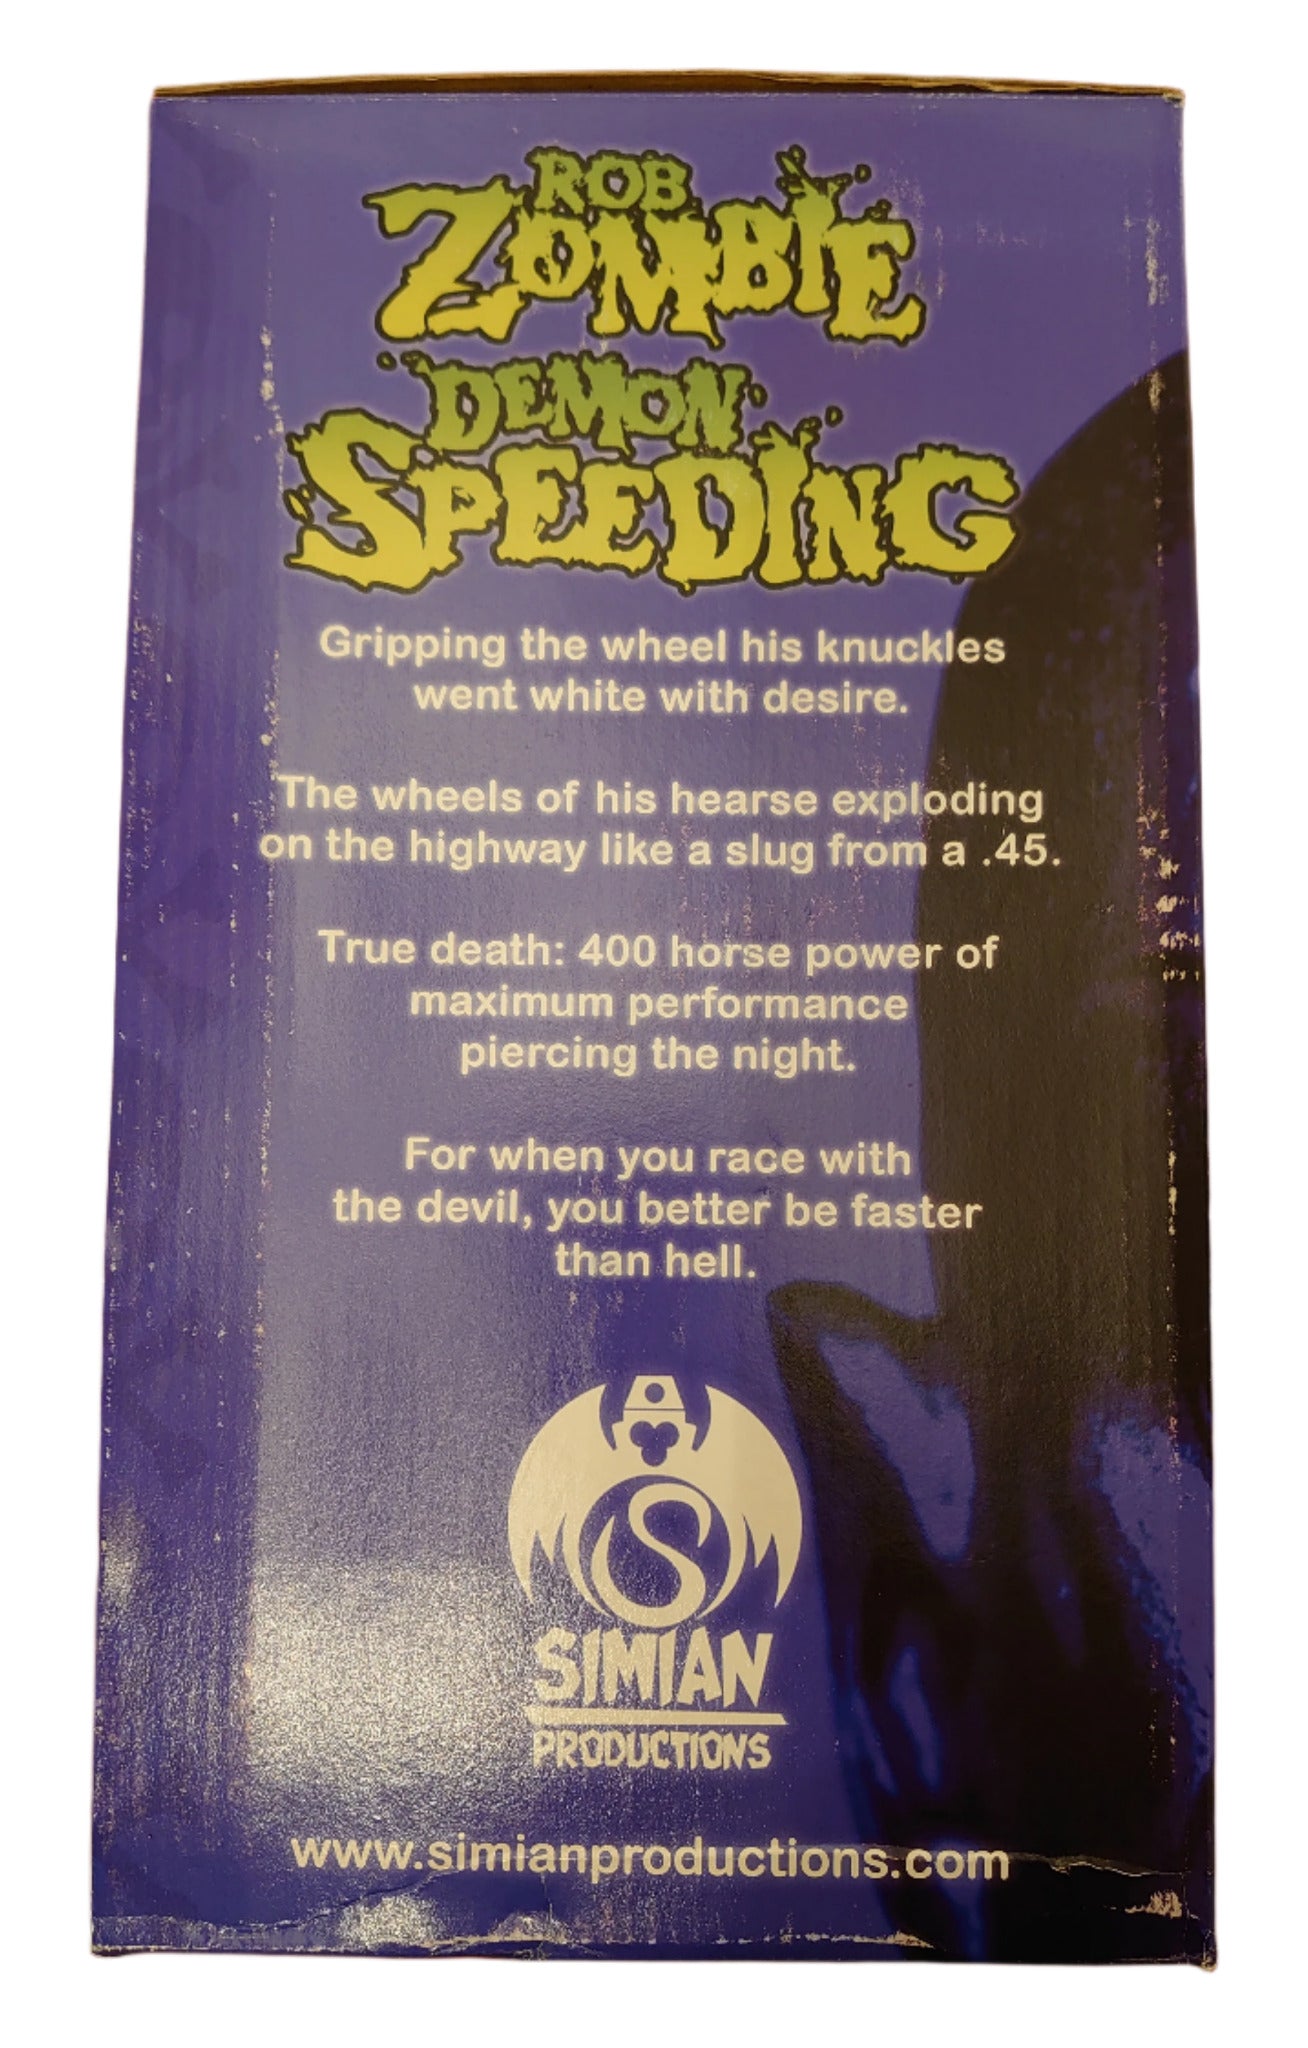 ROB
ZOMBIE
DEMON
SPEEDING
Gripping the wheel his knuckles
went white with desire.
The wheels of his hearse exploding
on the highway like a slug from a .45.
True death: 400 horse power of
maximum performance
piercing the night.
For when you race with
the devil, you better be faster
than hell.
S
SIMIAN
PRODUCTIONS
www.simianproductions.com